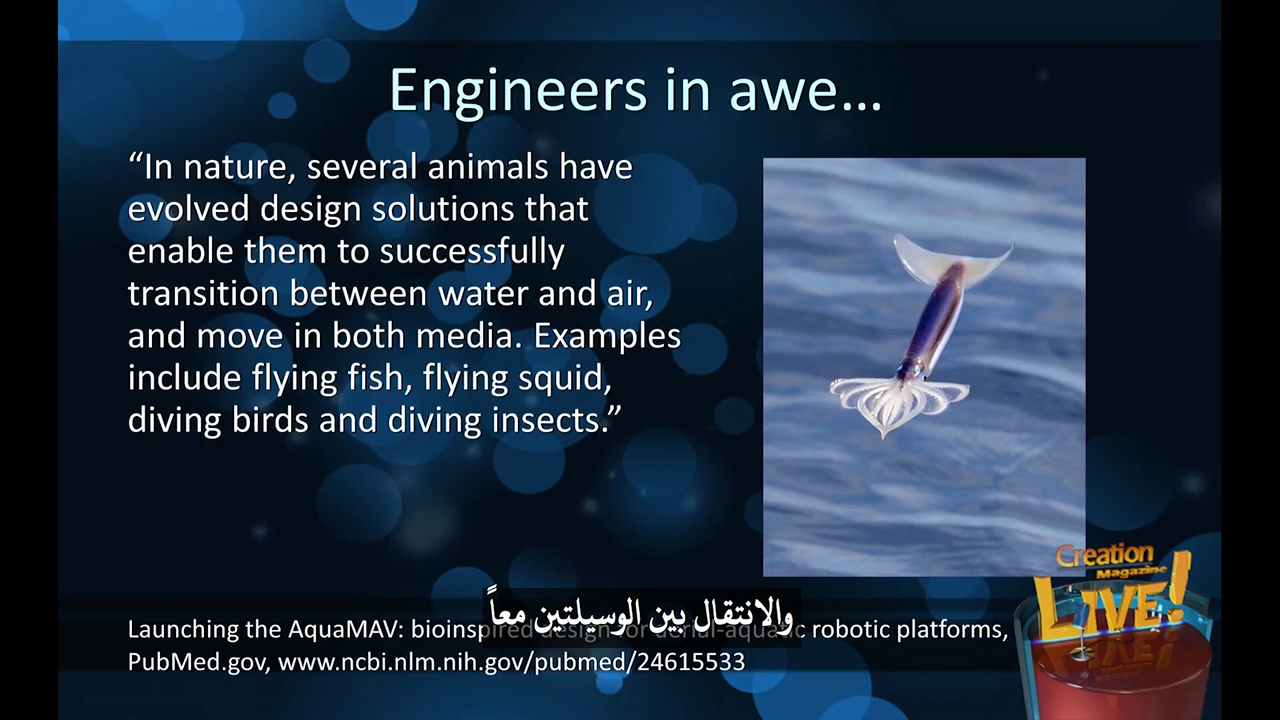 Engineers in awe...
“In nature, several animals have
evolved design solutions that
enable them to successfully
transition between water and air,
and move in both media. Examples
include flying fish, flying squid,
diving birds and diving insects.”
Creation
Magazine
LIVE!
والانتقال بين الوسيلتين معاً
Launching the AquaMAV: bioinspired design for aerial-aquatic robotic platforms,
PubMed.gov, www.ncbi.nlm.nih.gov/pubmed/24615533